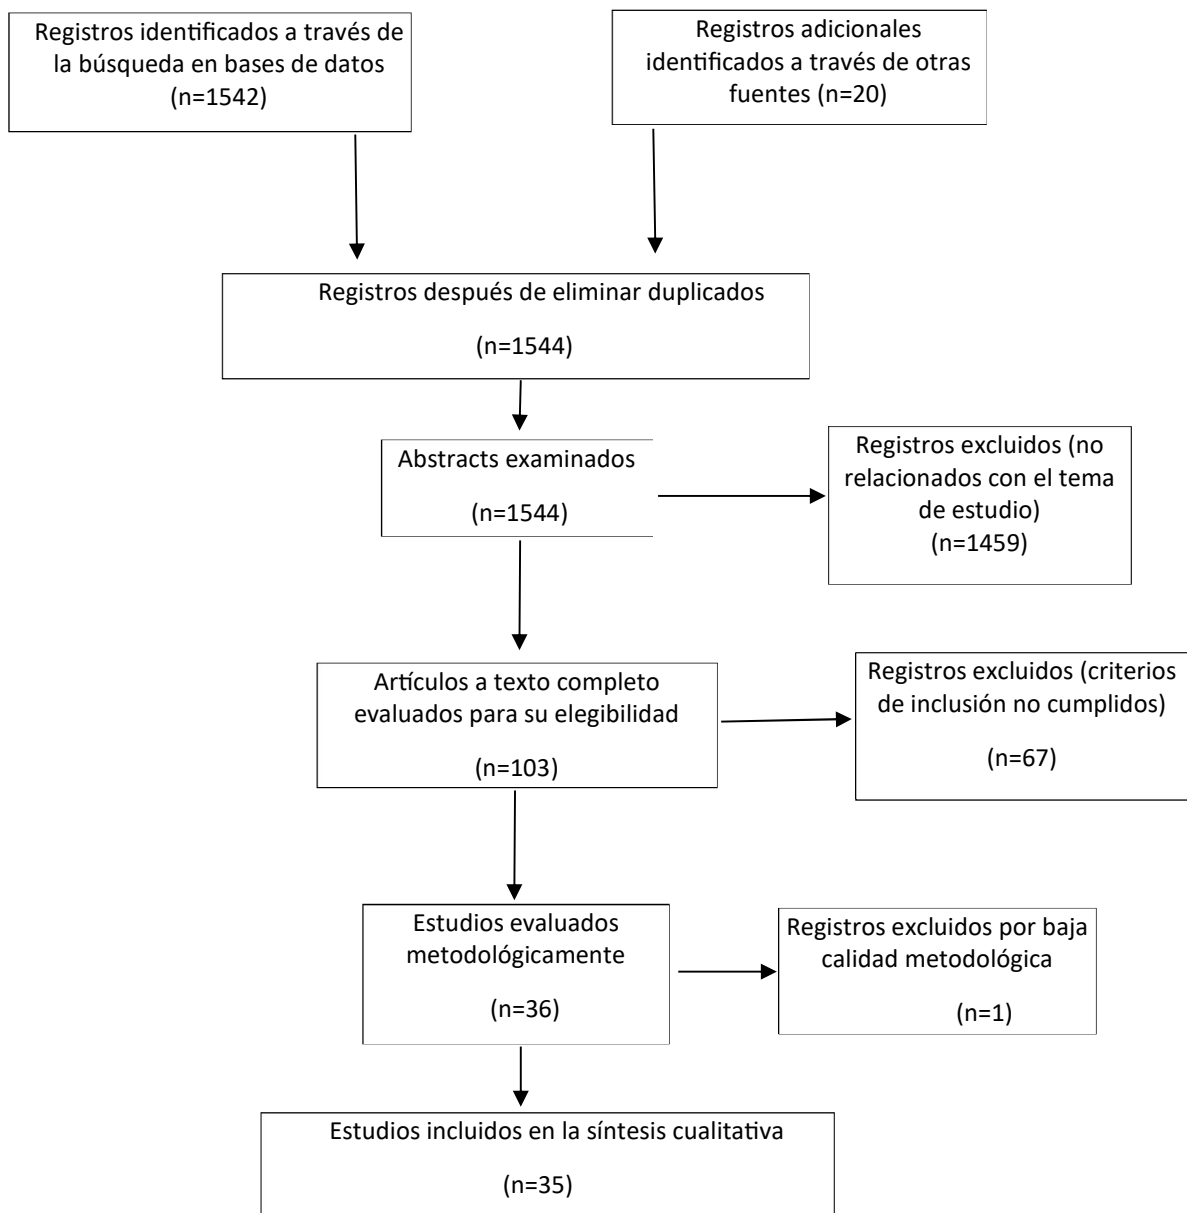 Registros identificados a través de
la búsqueda en bases de datos
(n=1542)
Registros adicionales
identificados a través de otras
fuentes (n=20)
Registros después de eliminar duplicados
(n=1544)
Abstracts examinados
(n=1544)
Registros excluidos (no
relacionados con el tema
de estudio)
(n=1459)
Artículos a texto completo
evaluados para su elegibilidad
(n=103)
Registros excluidos (criterios
de inclusión no cumplidos)
(n=67)
Estudios evaluados
metodológicamente
(n=36)
Registros excluidos por baja
calidad metodológica
(n=1)
Estudios incluidos en la síntesis cualitativa
(n=35)